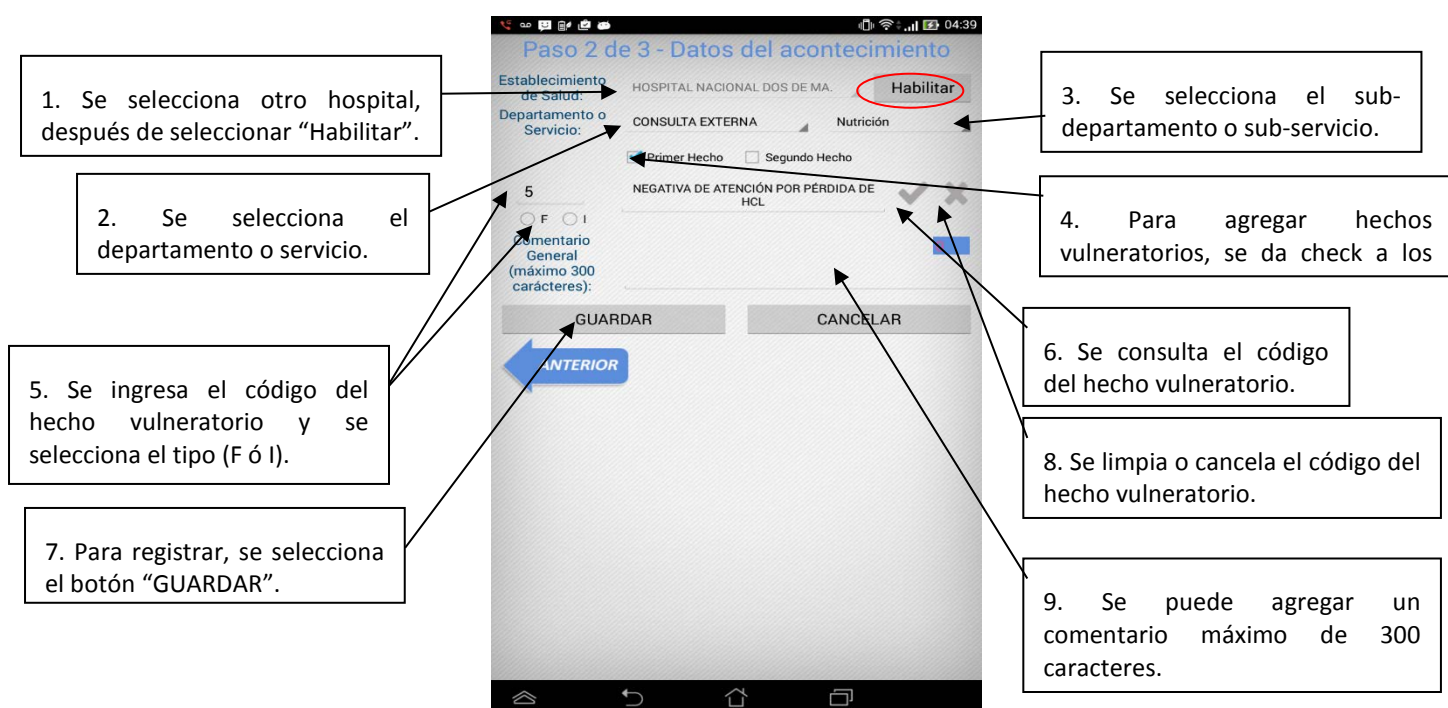 04:39
Paso 2 de 3 - Datos del acontecimiento
Establecimiento
de Salud:
HOSPITAL NACIONAL DOS DE MA.
Habilitar
Departamento o
Servicio:
CONSULTA EXTERNA
Nutrición
Primer Hecho
Segundo Hecho
5
NEGATIVA DE ATENCIÓN POR PÉRDIDA DE
HCL
F I
Comentario
General
(máximo 300
carácteres):
GUARDAR
CANCELAR
ANTERIOR
1. Se selecciona otro hospital,
después de seleccionar “Habilitar”.
2. Se selecciona el
departamento o servicio.
3. Se selecciona el sub-
departamento o sub-servicio.
4. Para agregar hechos
vulneratorios, se da check a los
5. Se ingresa el código del
hecho vulneratorio y se
selecciona el tipo (F ó I).
6. Se consulta el código
del hecho vulneratorio.
7. Para registrar, se selecciona
el botón “GUARDAR”.
8. Se limpia o cancela el código del
hecho vulneratorio.
9. Se puede agregar un
comentario máximo de 300
caracteres.